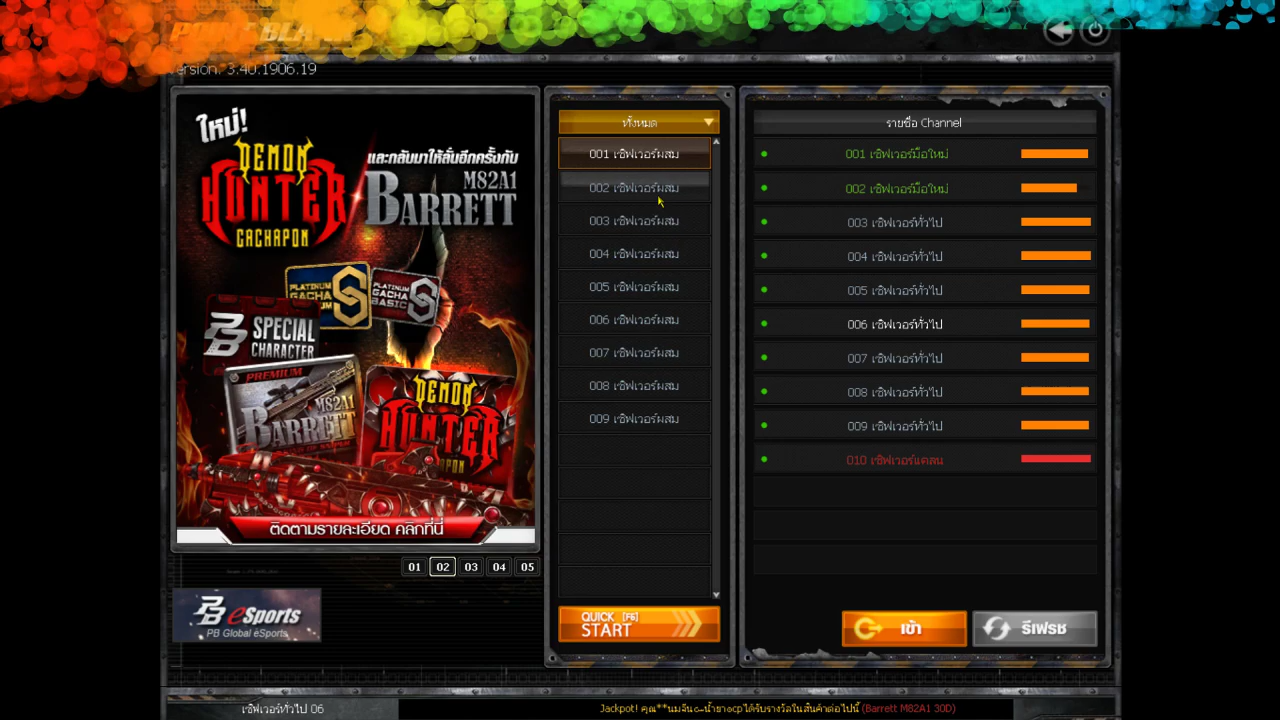 POINT BLANK
ersion. 3.40.1906.19
ใหม่!
DEMON
HUNTER
GACHAPON
และกลับมาให้ลั่นอีกครั้งกับ
M82A1
BARRETT
PLATINUM
GACHA
PLATINUM
GACHA
BASIC
S
PB SPECIAL
CHARACTER
PREMIUM
M82A1
BARRETT
DEMON
HUNTER
ติดตามรายละเอียด คลิกที่นี่
01 02 03 04 05
PB eSports
PB Global eSports
ทั้งหมด
001 เซิฟเวอร์ผสม
002 เซิฟเวอร์ผสม
003 เซิฟเวอร์ผสม
004 เซิฟเวอร์ผสม
005 เซิฟเวอร์ผสม
006 เซิฟเวอร์ผสม
007 เซิฟเวอร์ผสม
008 เซิฟเวอร์ผสม
009 เซิฟเวอร์ผสม
QUICK [F5]
START
รายชื่อ Channel
001 เซิฟเวอร์มือใหม่
002 เซิฟเวอร์มือใหม่
003 เซิฟเวอร์ทั่วไป
004 เซิฟเวอร์ทั่วไป
005 เซิฟเวอร์ทั่วไป
006 เซิฟเวอร์ทั่วไป
007 เซิฟเวอร์ทั่วไป
008 เซิฟเวอร์ทั่วไป
009 เซิฟเวอร์ทั่วไป
010 เซิฟเวอร์แคลน
เข้า
รีเฟรช
เซิฟเวอร์ทั่วไป 06
Jackpot! ได้รับรางวัลในสินค้าต่อไปนี้ (Barrett M82A1 30D)